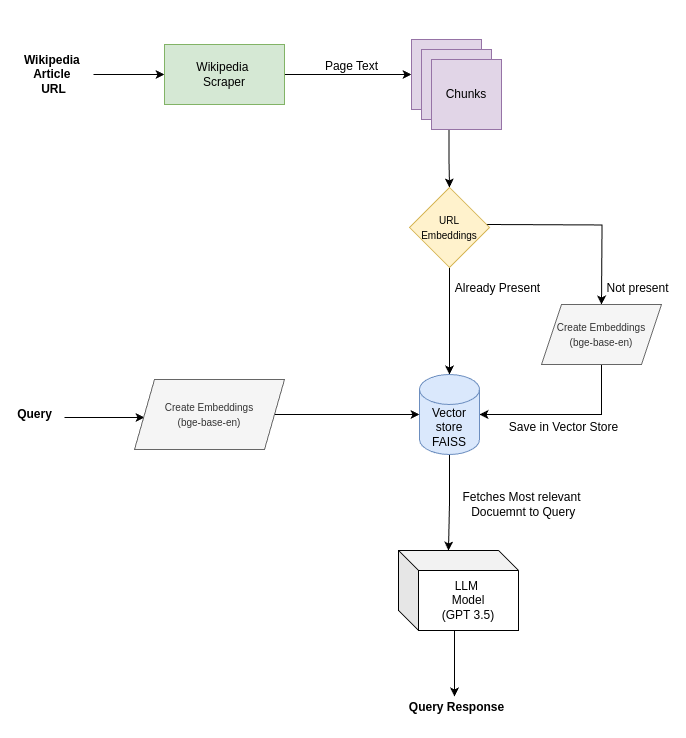 Wikipedia
Article
URL
Wikipedia
Scraper
Page Text
Chunks
URL
Embeddings
Already Present
Not present
Create Embeddings
(bge-base-en)
Query
Create Embeddings
(bge-base-en)
Vector
store
FAISS
Save in Vector Store
Fetches Most relevant
Docuemnt to Query
LLM
Model
(GPT 3.5)
Query Response